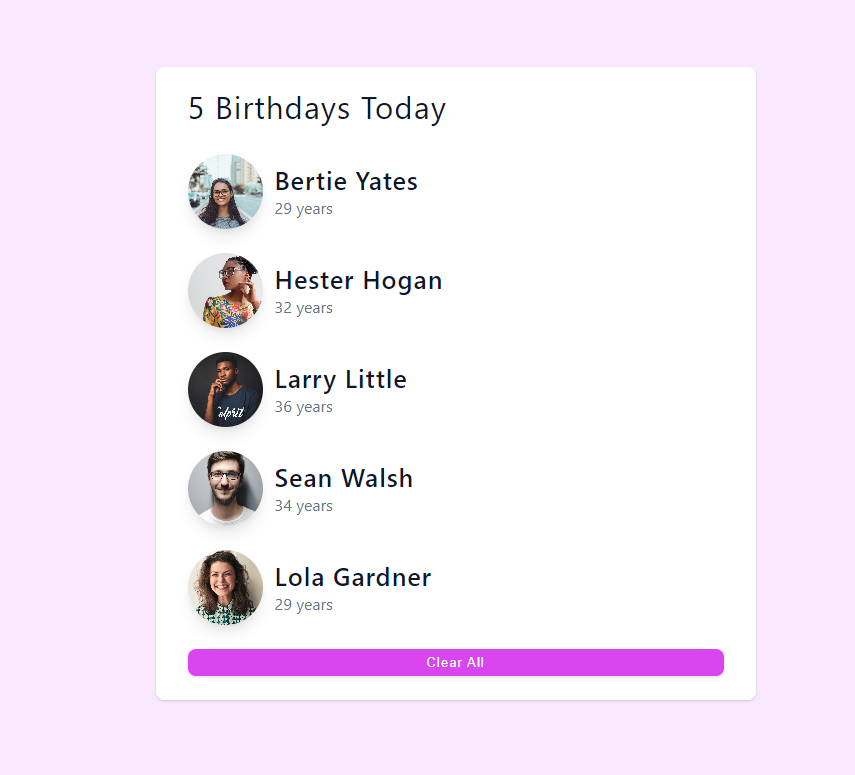 5 Birthdays Today
Bertie Yates
29 years
Hester Hogan
32 years
Larry Little
36 years
Sean Walsh
34 years
Lola Gardner
29 years
Clear All